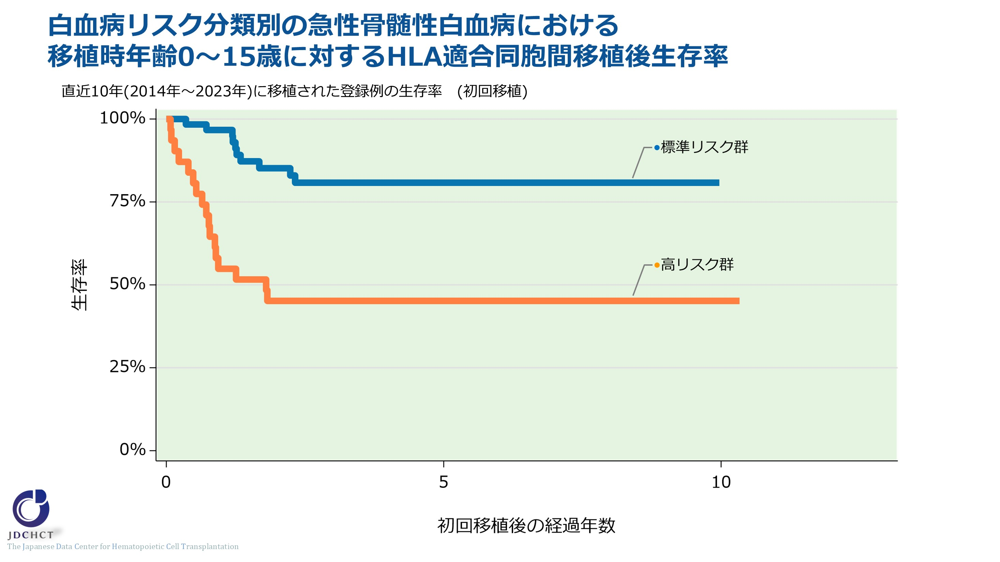 白血病リスク分類別の急性骨髄性白血病における
移植時年齢0～15歳に対するHLA適合同胞間移植後生存率
直近10年(2014年～2023年)に移植された登録例の生存率　(初回移植)
100%
75%
50%
25%
0%
生存率
標準リスク群
高リスク群
0
5
10
初回移植後の経過年数
JDCHCT
The Japanese Data Center for Hematopoietic Cell Transplantation